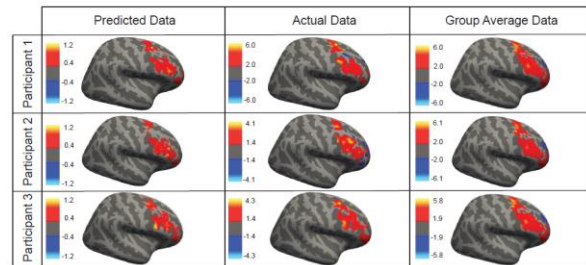 Predicted Data Actual Data Group Average Data
Participant 1
1.2 6.0 6.0
0.4 2.0 2.0
-0.4 -2.0 -2.0
-1.2 -6.0 -6.0
Participant 2
1.2 4.1 6.1
0.4 1.4 2.0
-0.4 -1.4 -2.0
-1.2 -4.1 -6.1
Participant 3
1.2 4.3 5.8
0.4 1.4 1.9
-0.4 -1.4 -1.9
-1.2 -4.3 -5.8